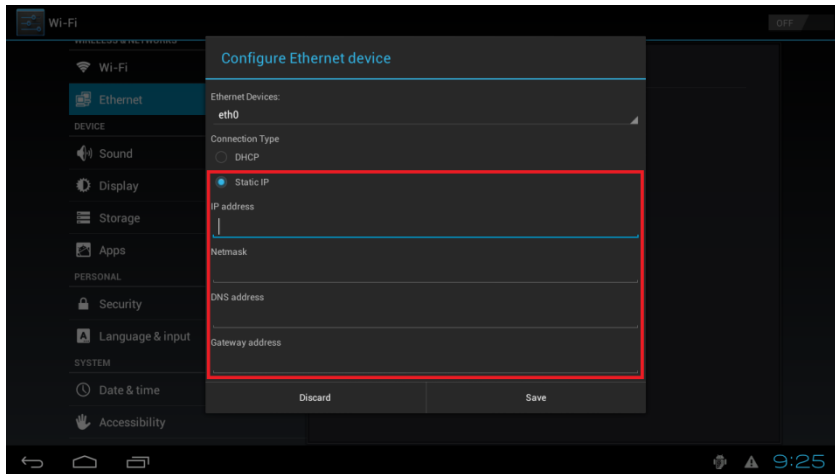 Wi-Fi
OFF
WIRELESS & NETWORKS
Wi-Fi
Ethernet
DEVICE
Sound
Display
Storage
Apps
PERSONAL
Security
A
Language & input
SYSTEM
Date & time
Accessibility
Configure Ethernet device
Ethernet Devices:
eth0
Connection Type
DHCP
Static IP
IP address
Netmask
DNS address
Gateway address
Discard
Save
9:25